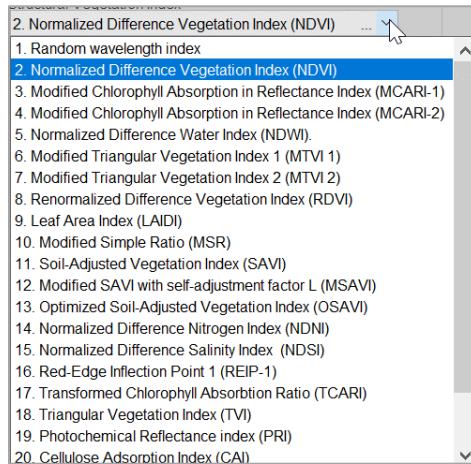 2. Normalized Difference Vegetation Index (NDVI) ...
1. Random wavelength index
2. Normalized Difference Vegetation Index (NDVI)
3. Modified Chlorophyll Absorption in Reflectance Index (MCARI-1)
4. Modified Chlorophyll Absorption in Reflectance Index (MCARI-2)
5. Normalized Difference Water Index (NDWI).
6. Modified Triangular Vegetation Index 1 (MTVI 1)
7. Modified Triangular Vegetation Index 2 (MTVI 2)
8. Renormalized Difference Vegetation Index (RDVI)
9. Leaf Area Index (LAIDI)
10. Modified Simple Ratio (MSR)
11. Soil-Adjusted Vegetation Index (SAVI)
12. Modified SAVI with self-adjustment factor L (MSAVI)
13. Optimized Soil-Adjusted Vegetation Index (OSAVI)
14. Normalized Difference Nitrogen Index (NDNI)
15. Normalized Difference Salinity Index (NDSI)
16. Red-Edge Inflection Point 1 (REIP-1)
17. Transformed Chlorophyll Absorbtion Ratio (TCARI)
18. Triangular Vegetation Index (TVI)
19. Photochemical Reflectance index (PRI)
20. Cellulose Adsorption Index (CAI)